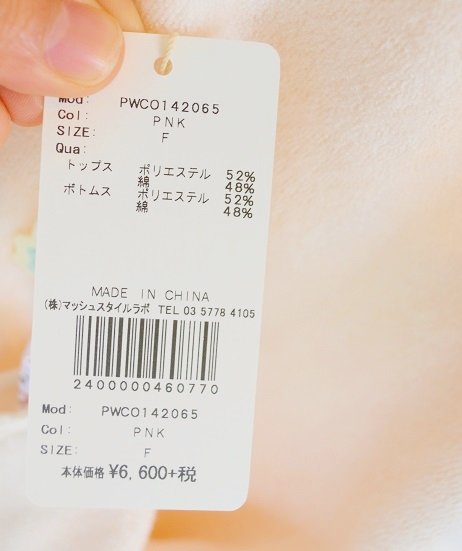 Mod: PWCO142065
Col: PNK
SIZE: F
Qua:
トップス ポリエステル 52%
綿 48%
ボトムス ポリエステル 52%
綿 48%
MADE IN CHINA
(株)マッシュスタイルラボ TEL 03 5778 4105
2400000460770
Mod: PWCO142065
Col: PNK
SIZE: F
本体価格 ¥6,600+税